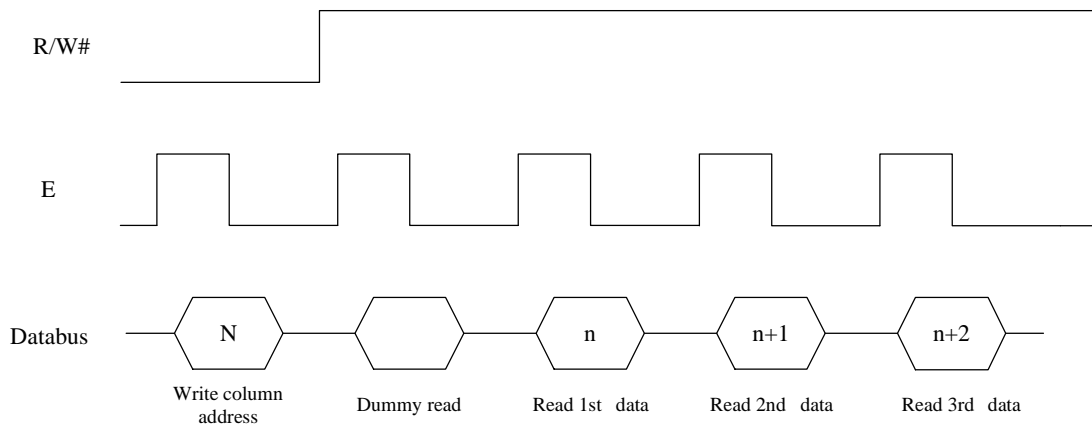 R/W#
E
Databus
N
n
n+1
n+2
Write column
address
Dummy read
Read 1st data
Read 2nd data
Read 3rd data